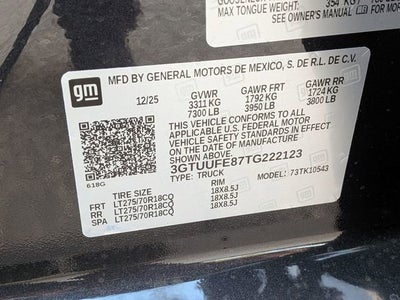 MAX TONGUE WEIGHT: 354 KG /
SEE OWNER'S MANUAL
gm
MFD BY GENERAL MOTORS DE MEXICO, S. DE R.L. DE C.V.
12/25 GVWR GAWR FRT GAWR RR
3311 KG 1792 KG 1724 KG
7300 LB 3950 LB 3800 LB
THIS VEHICLE CONFORMS TO ALL
APPLICABLE U.S. FEDERAL MOTOR
VEHICLE SAFETY STANDARDS IN
EFFECT ON THE DATE OF
MANUFACTURE SHOWN ABOVE.
3GTUUFE87TG222123
618G TYPE: TRUCK MODEL: 73TK10543
TIRE SIZE RIM
FRT LT275/70R18CQ 18X8.5J
RR LT275/70R18CQ 18X8.5J
SPA LT275/70R18CQ 18X8.5J